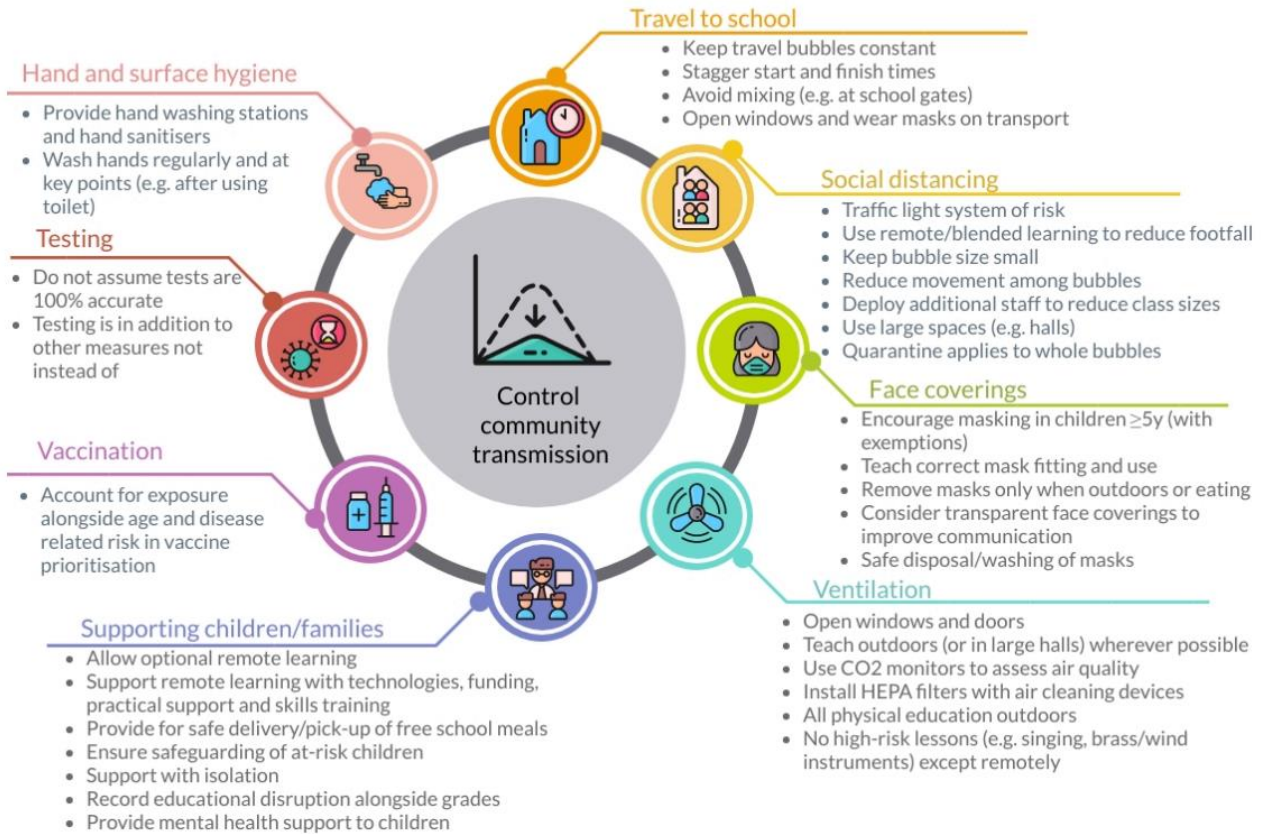 Travel to school
• Keep travel bubbles constant
• Stagger start and finish times
• Avoid mixing (e.g. at school gates)
• Open windows and wear masks on transport
Social distancing
• Traffic light system of risk
• Use remote/blended learning to reduce footfall
• Keep bubble size small
• Reduce movement among bubbles
• Deploy additional staff to reduce class sizes
• Use large spaces (e.g. halls)
• Quarantine applies to whole bubbles
Face coverings
• Encourage masking in children ≥5y (with
exemptions)
• Teach correct mask fitting and use
• Remove masks only when outdoors or eating
• Consider transparent face coverings to
improve communication
• Safe disposal/washing of masks
Ventilation
• Open windows and doors
• Teach outdoors (or in large halls) wherever possible
• Use CO2 monitors to assess air quality
• Install HEPA filters with air cleaning devices
• All physical education outdoors
• No high-risk lessons (e.g. singing, brass/wind
instruments) except remotely
Supporting children/families
• Allow optional remote learning
• Support remote learning with technologies, funding,
practical support and skills training
• Provide for safe delivery/pick-up of free school meals
• Ensure safeguarding of at-risk children
• Support with isolation
• Record educational disruption alongside grades
• Provide mental health support to children
Vaccination
• Account for exposure
alongside age and disease
related risk in vaccine
prioritisation
Testing
• Do not assume tests are
100% accurate
• Testing is in addition to
other measures not
instead of
Hand and surface hygiene
• Provide hand washing stations
and hand sanitisers
• Wash hands regularly and at
key points (e.g. after using
toilet)
Control
community
transmission